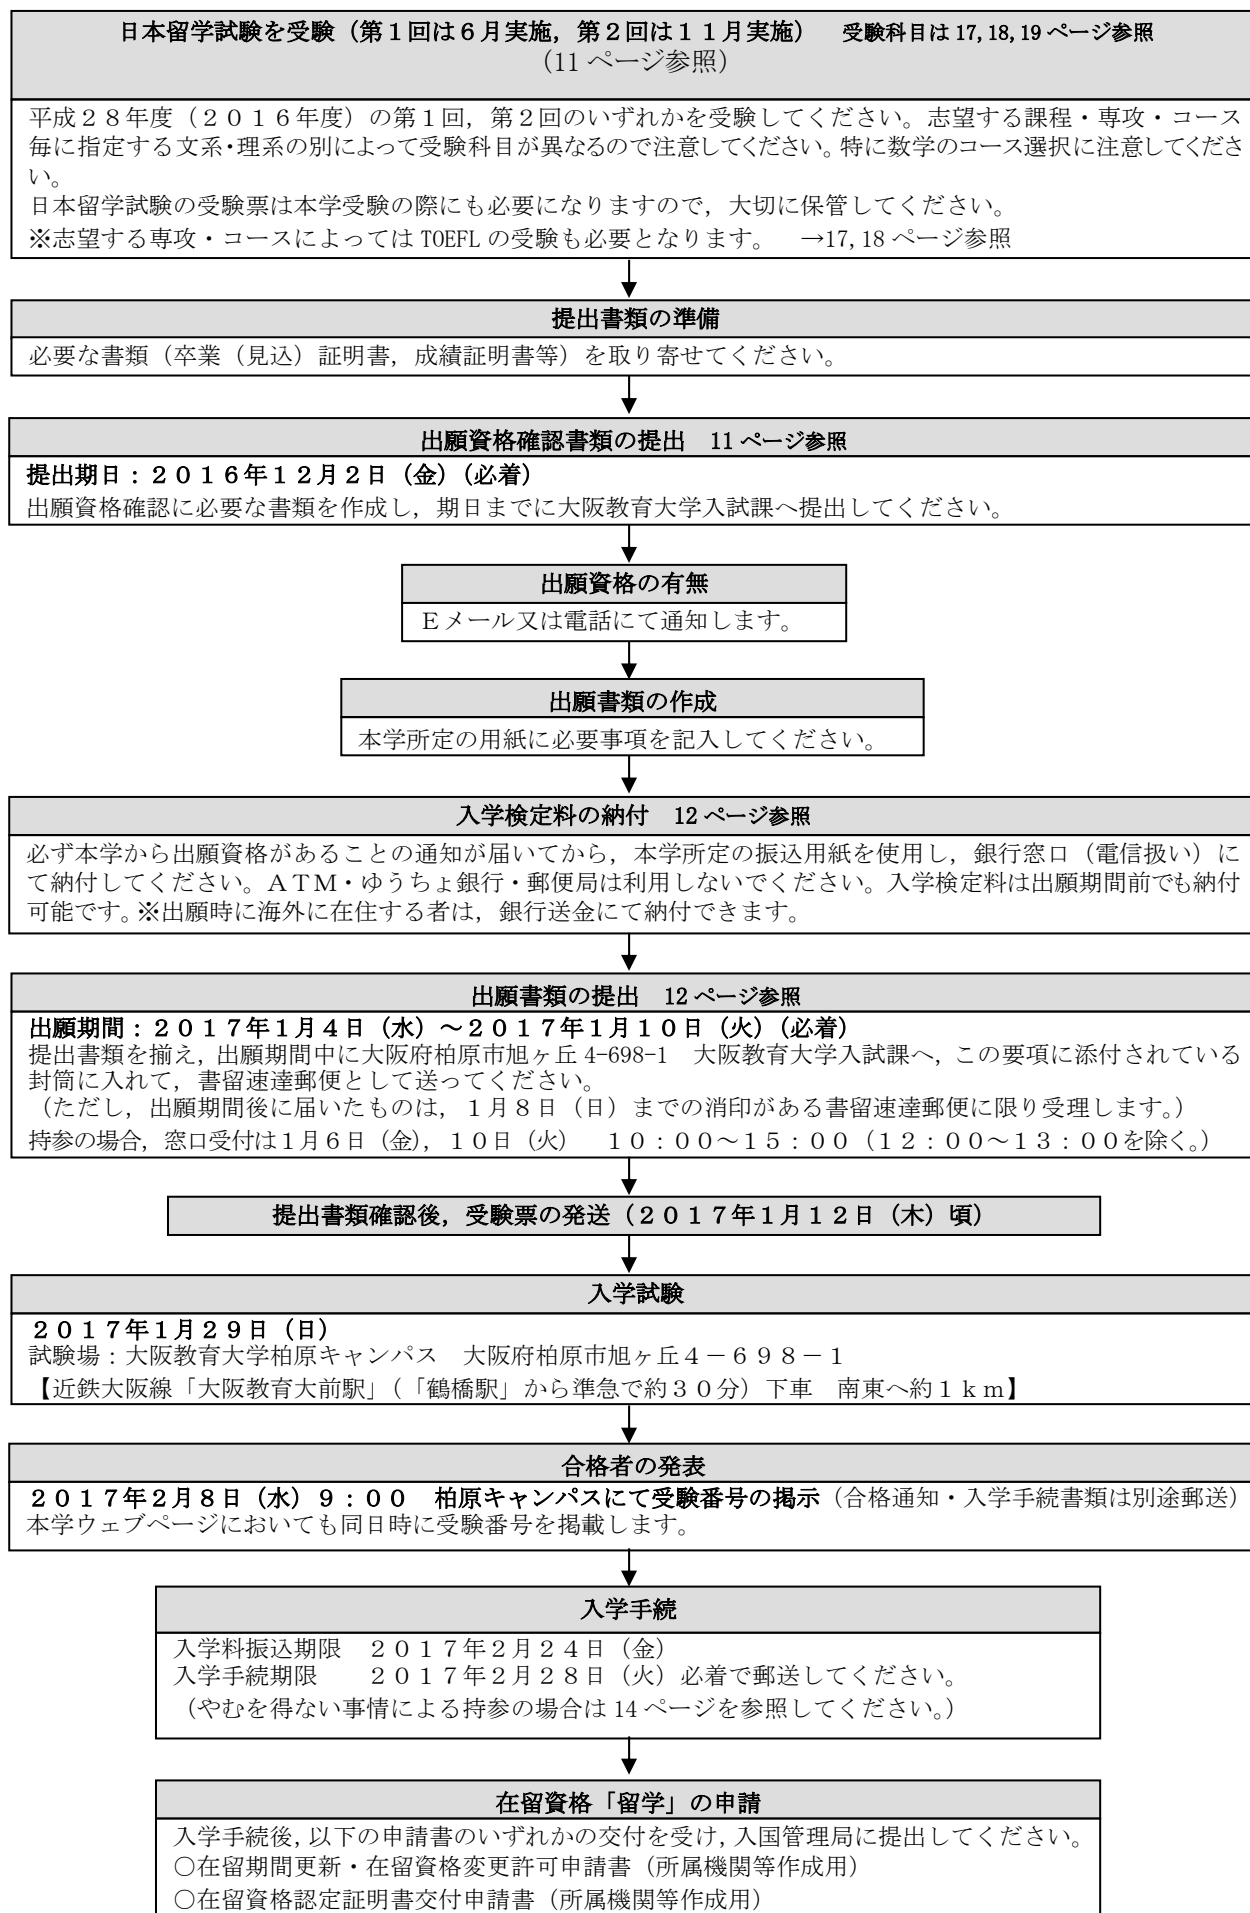 日本留学試験を受験（第１回は６月実施，第２回は１１月実施）　受験科目は 17,18,19 ページ参照
（11 ページ参照）
平成２８年度（２０１６年度）の第１回，第２回のいずれかを受験してください。志望する課程・専攻・コース
毎に指定する文系・理系の別によって受験科目が異なるので注意してください。特に数学のコース選択に注意してくださ
い。
日本留学試験の受験票は本学受験の際にも必要になりますので，大切に保管してください。
※志望する専攻・コースによっては TOEFL の受験も必要となります。　→17,18 ページ参照
提出書類の準備
必要な書類（卒業（見込）証明書，成績証明書等）を取り寄せてください。
出願資格確認書類の提出　11 ページ参照
提出期日：２０１６年１２月２日（金）（必着）
出願資格確認に必要な書類を作成し，期日までに大阪教育大学入試課へ提出してください。
出願資格の有無
Ｅメール又は電話にて通知します。
出願書類の作成
本学所定の用紙に必要事項を記入してください。
入学検定料の納付　12 ページ参照
必ず本学から出願資格があることの通知が届いてから，本学所定の振込用紙を使用し，銀行窓口（電信扱い）に
て納付してください。ＡＴＭ・ゆうちょ銀行・郵便局は利用しないでください。入学検定料は出願期間前でも納付
可能です。※出願時に海外に在住する者は，銀行送金にて納付できます。
出願書類の提出　12 ページ参照
出願期間：２０１７年１月４日（水）～２０１７年１月１０日（火）（必着）
提出書類を揃え，出願期間中に大阪府柏原市旭ヶ丘 4-698-1　大阪教育大学入試課へ，この要項に添付されている
封筒に入れて，書留速達郵便として送ってください。
（ただし，出願期間後に届いたものは，１月８日（日）までの消印がある書留速達郵便に限り受理します。）
持参の場合，窓口受付は１月６日（金），１０日（火）　１０：００～１５：００（１２：００～１３：００を除く。）
提出書類確認後，受験票の発送（２０１７年１月１２日（木）頃）
入学試験
２０１７年１月２９日（日）
試験場：大阪教育大学柏原キャンパス　大阪府柏原市旭ヶ丘４－６９８－１
【近鉄大阪線「大阪教育大前駅」（「鶴橋駅」から準急で約３０分）下車　南東へ約１ｋｍ】
合格者の発表
２０１７年２月８日（水）９：００　柏原キャンパスにて受験番号の掲示（合格通知・入学手続書類は別途郵送）
本学ウェブページにおいても同日時に受験番号を掲載します。
入学手続
入学料振込期限　２０１７年２月２４日（金）
入学手続期限　　２０１７年２月２８日（火）必着で郵送してください。
（やむを得ない事情による持参の場合は 14 ページを参照してください。）
在留資格「留学」の申請
入学手続後，以下の申請書のいずれかの交付を受け，入国管理局に提出してください。
○在留期間更新・在留資格変更許可申請書（所属機関等作成用）
○在留資格認定証明書交付申請書（所属機関等作成用）